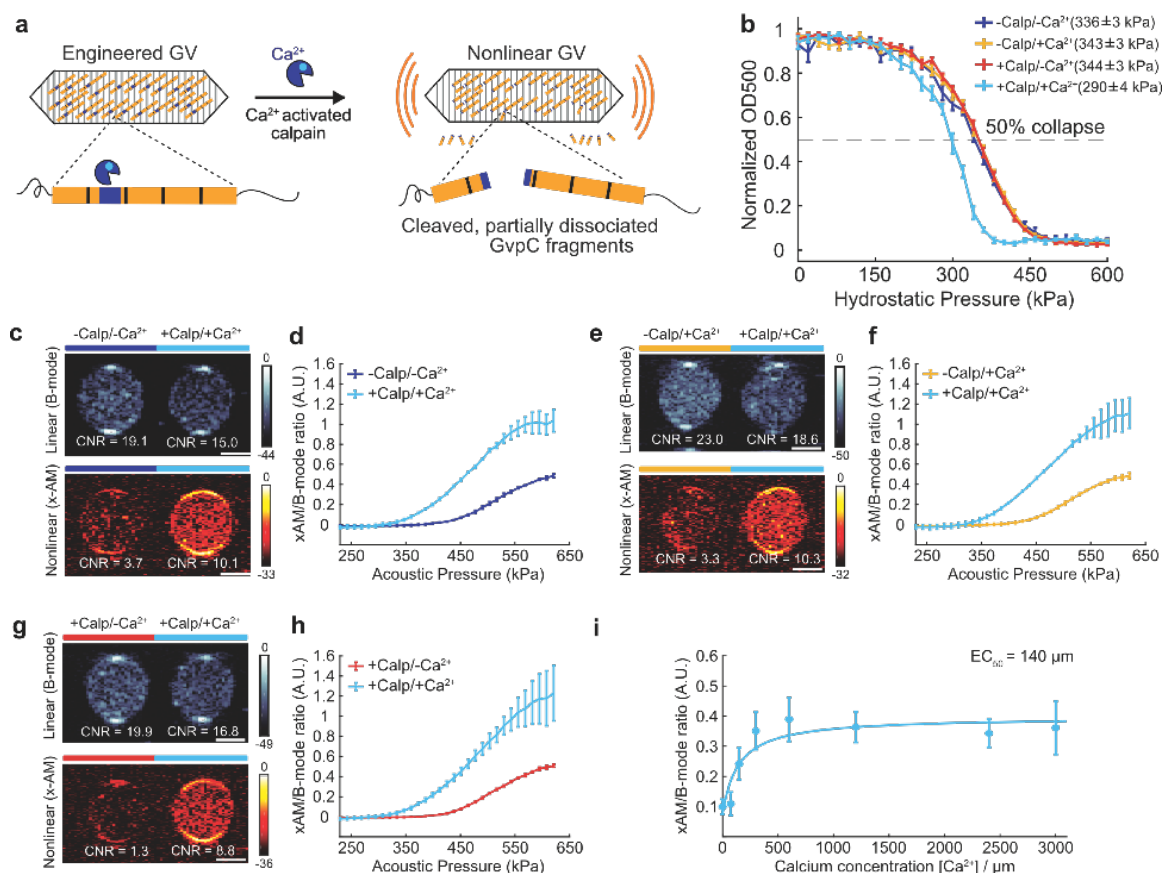 a
Engineered GV
Ca²⁺
Ca²⁺ activated
calpain
Nonlinear GV
Cleaved, partially dissociated
GvpC fragments
b
Normalized OD500
1
0.8
0.6
0.4
0.2
0
-Calp/-Ca²⁺(336±3 kPa)
-Calp/+Ca²⁺(343±3 kPa)
+Calp/-Ca²⁺(344±3 kPa)
+Calp/+Ca²⁺(290±4 kPa)
50% collapse
0 150 300 450 600
Hydrostatic Pressure (kPa)
c
-Calp/-Ca²⁺ +Calp/+Ca²⁺
Linear (B-mode)
CNR = 19.1 CNR = 15.0
0
-44
Nonlinear (x-AM)
CNR = 3.7 CNR = 10.1
0
-33
d
xAM/B-mode ratio (A.U.)
1.6
1.4
1.2
1
0.8
0.6
0.4
0.2
0
-Calp/-Ca²⁺
+Calp/+Ca²⁺
250 350 450 550 650
Acoustic Pressure (kPa)
e
-Calp/+Ca²⁺ +Calp/+Ca²⁺
Linear (B-mode)
CNR = 23.0 CNR = 18.6
0
-50
Nonlinear (x-AM)
CNR = 3.3 CNR = 10.3
0
-32
f
xAM/B-mode ratio (A.U.)
1.6
1.4
1.2
1
0.8
0.6
0.4
0.2
0
-Calp/+Ca²⁺
+Calp/+Ca²⁺
250 350 450 550 650
Acoustic Pressure (kPa)
g
+Calp/-Ca²⁺ +Calp/+Ca²⁺
Linear (B-mode)
CNR = 19.9 CNR = 16.8
0
-49
Nonlinear (x-AM)
CNR = 1.3 CNR = 8.8
0
-36
h
xAM/B-mode ratio (A.U.)
1.6
1.4
1.2
1
0.8
0.6
0.4
0.2
0
+Calp/-Ca²⁺
+Calp/+Ca²⁺
250 350 450 550 650
Acoustic Pressure (kPa)
i
EC₅₀ = 140 μm
xAM/B-mode ratio (A.U.)
0.6
0.5
0.4
0.3
0.2
0.1
0 500 1000 1500 2000 2500 3000
Calcium concentration [Ca²⁺] / μm